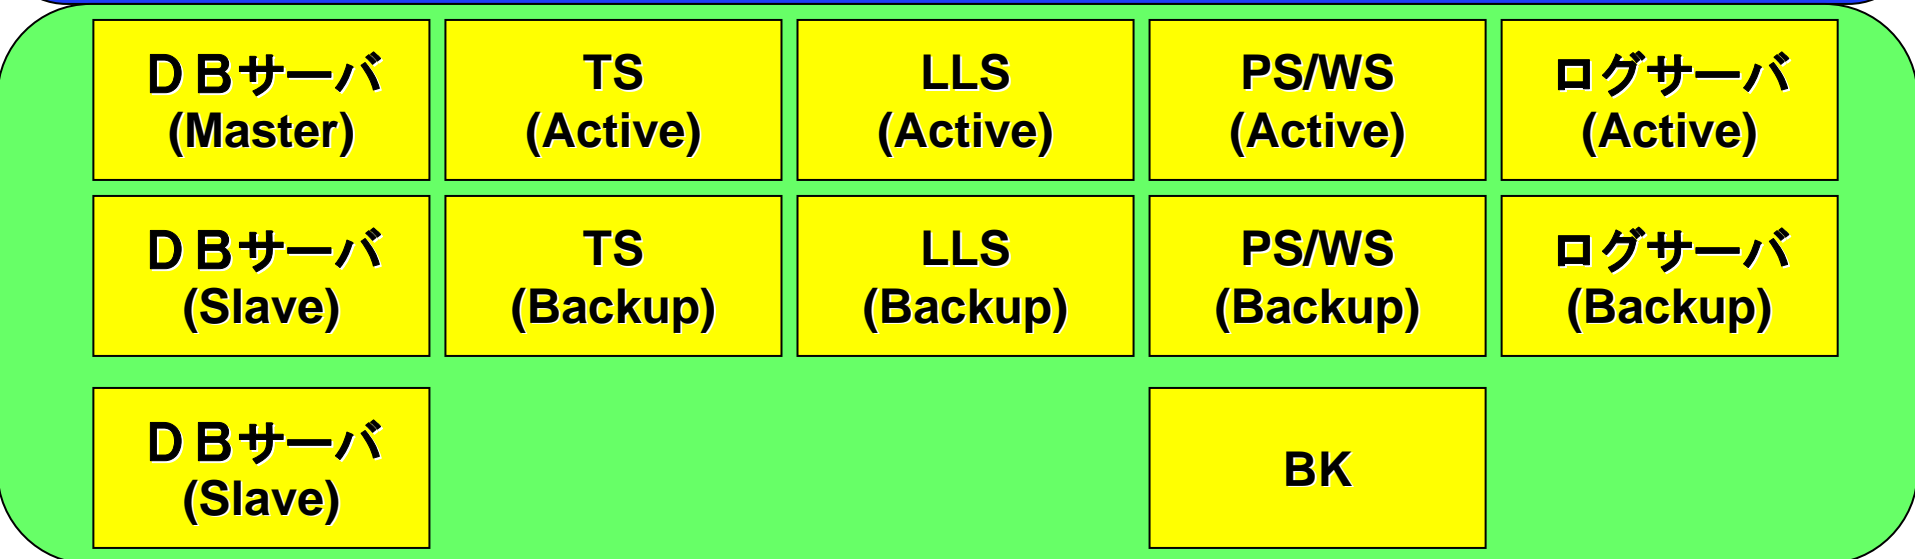 ＤＢサーバ
(Master)
TS
(Active)
LLS
(Active)
PS/WS
(Active)
ログサーバ
(Active)
ＤＢサーバ
(Slave)
TS
(Backup)
LLS
(Backup)
PS/WS
(Backup)
ログサーバ
(Backup)
ＤＢサーバ
(Slave)
BK